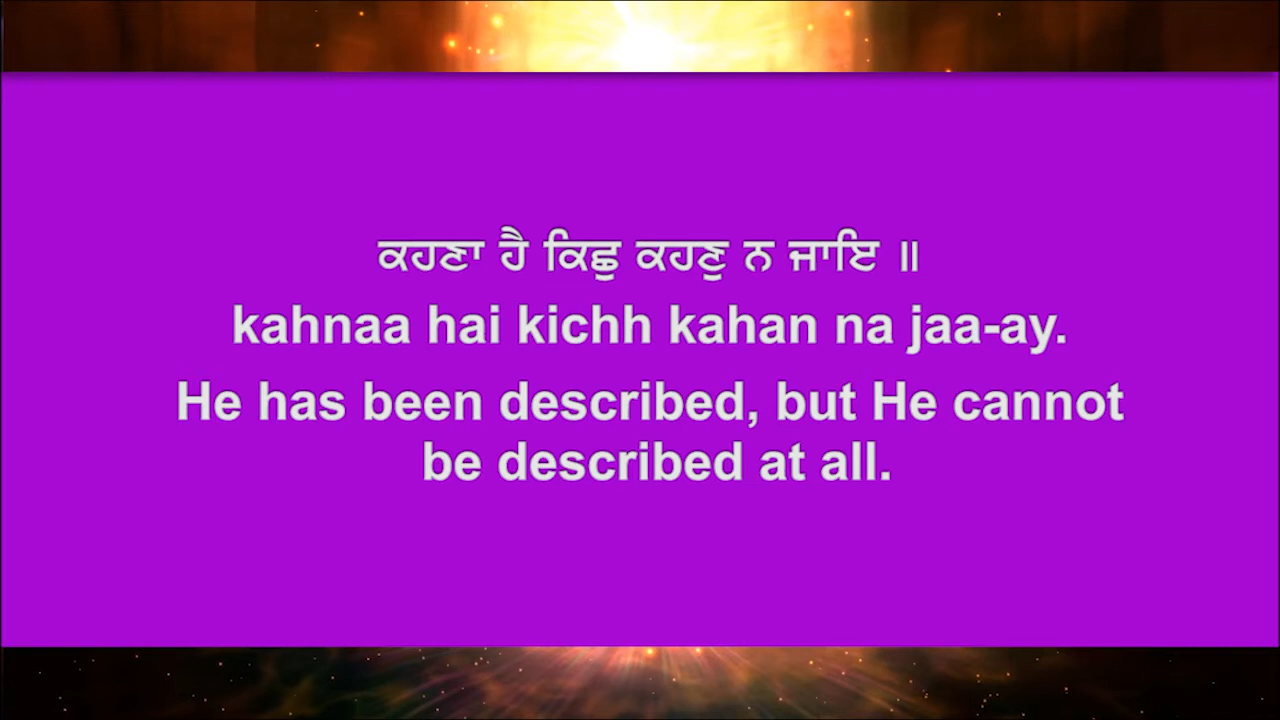 ਕਹਣਾ ਹੈ ਕਿਛੁ ਕਹਣੁ ਨ ਜਾਇ ॥
kahnaa hai kichh kahan na jaa-ay.
He has been described, but He cannot
be described at all.